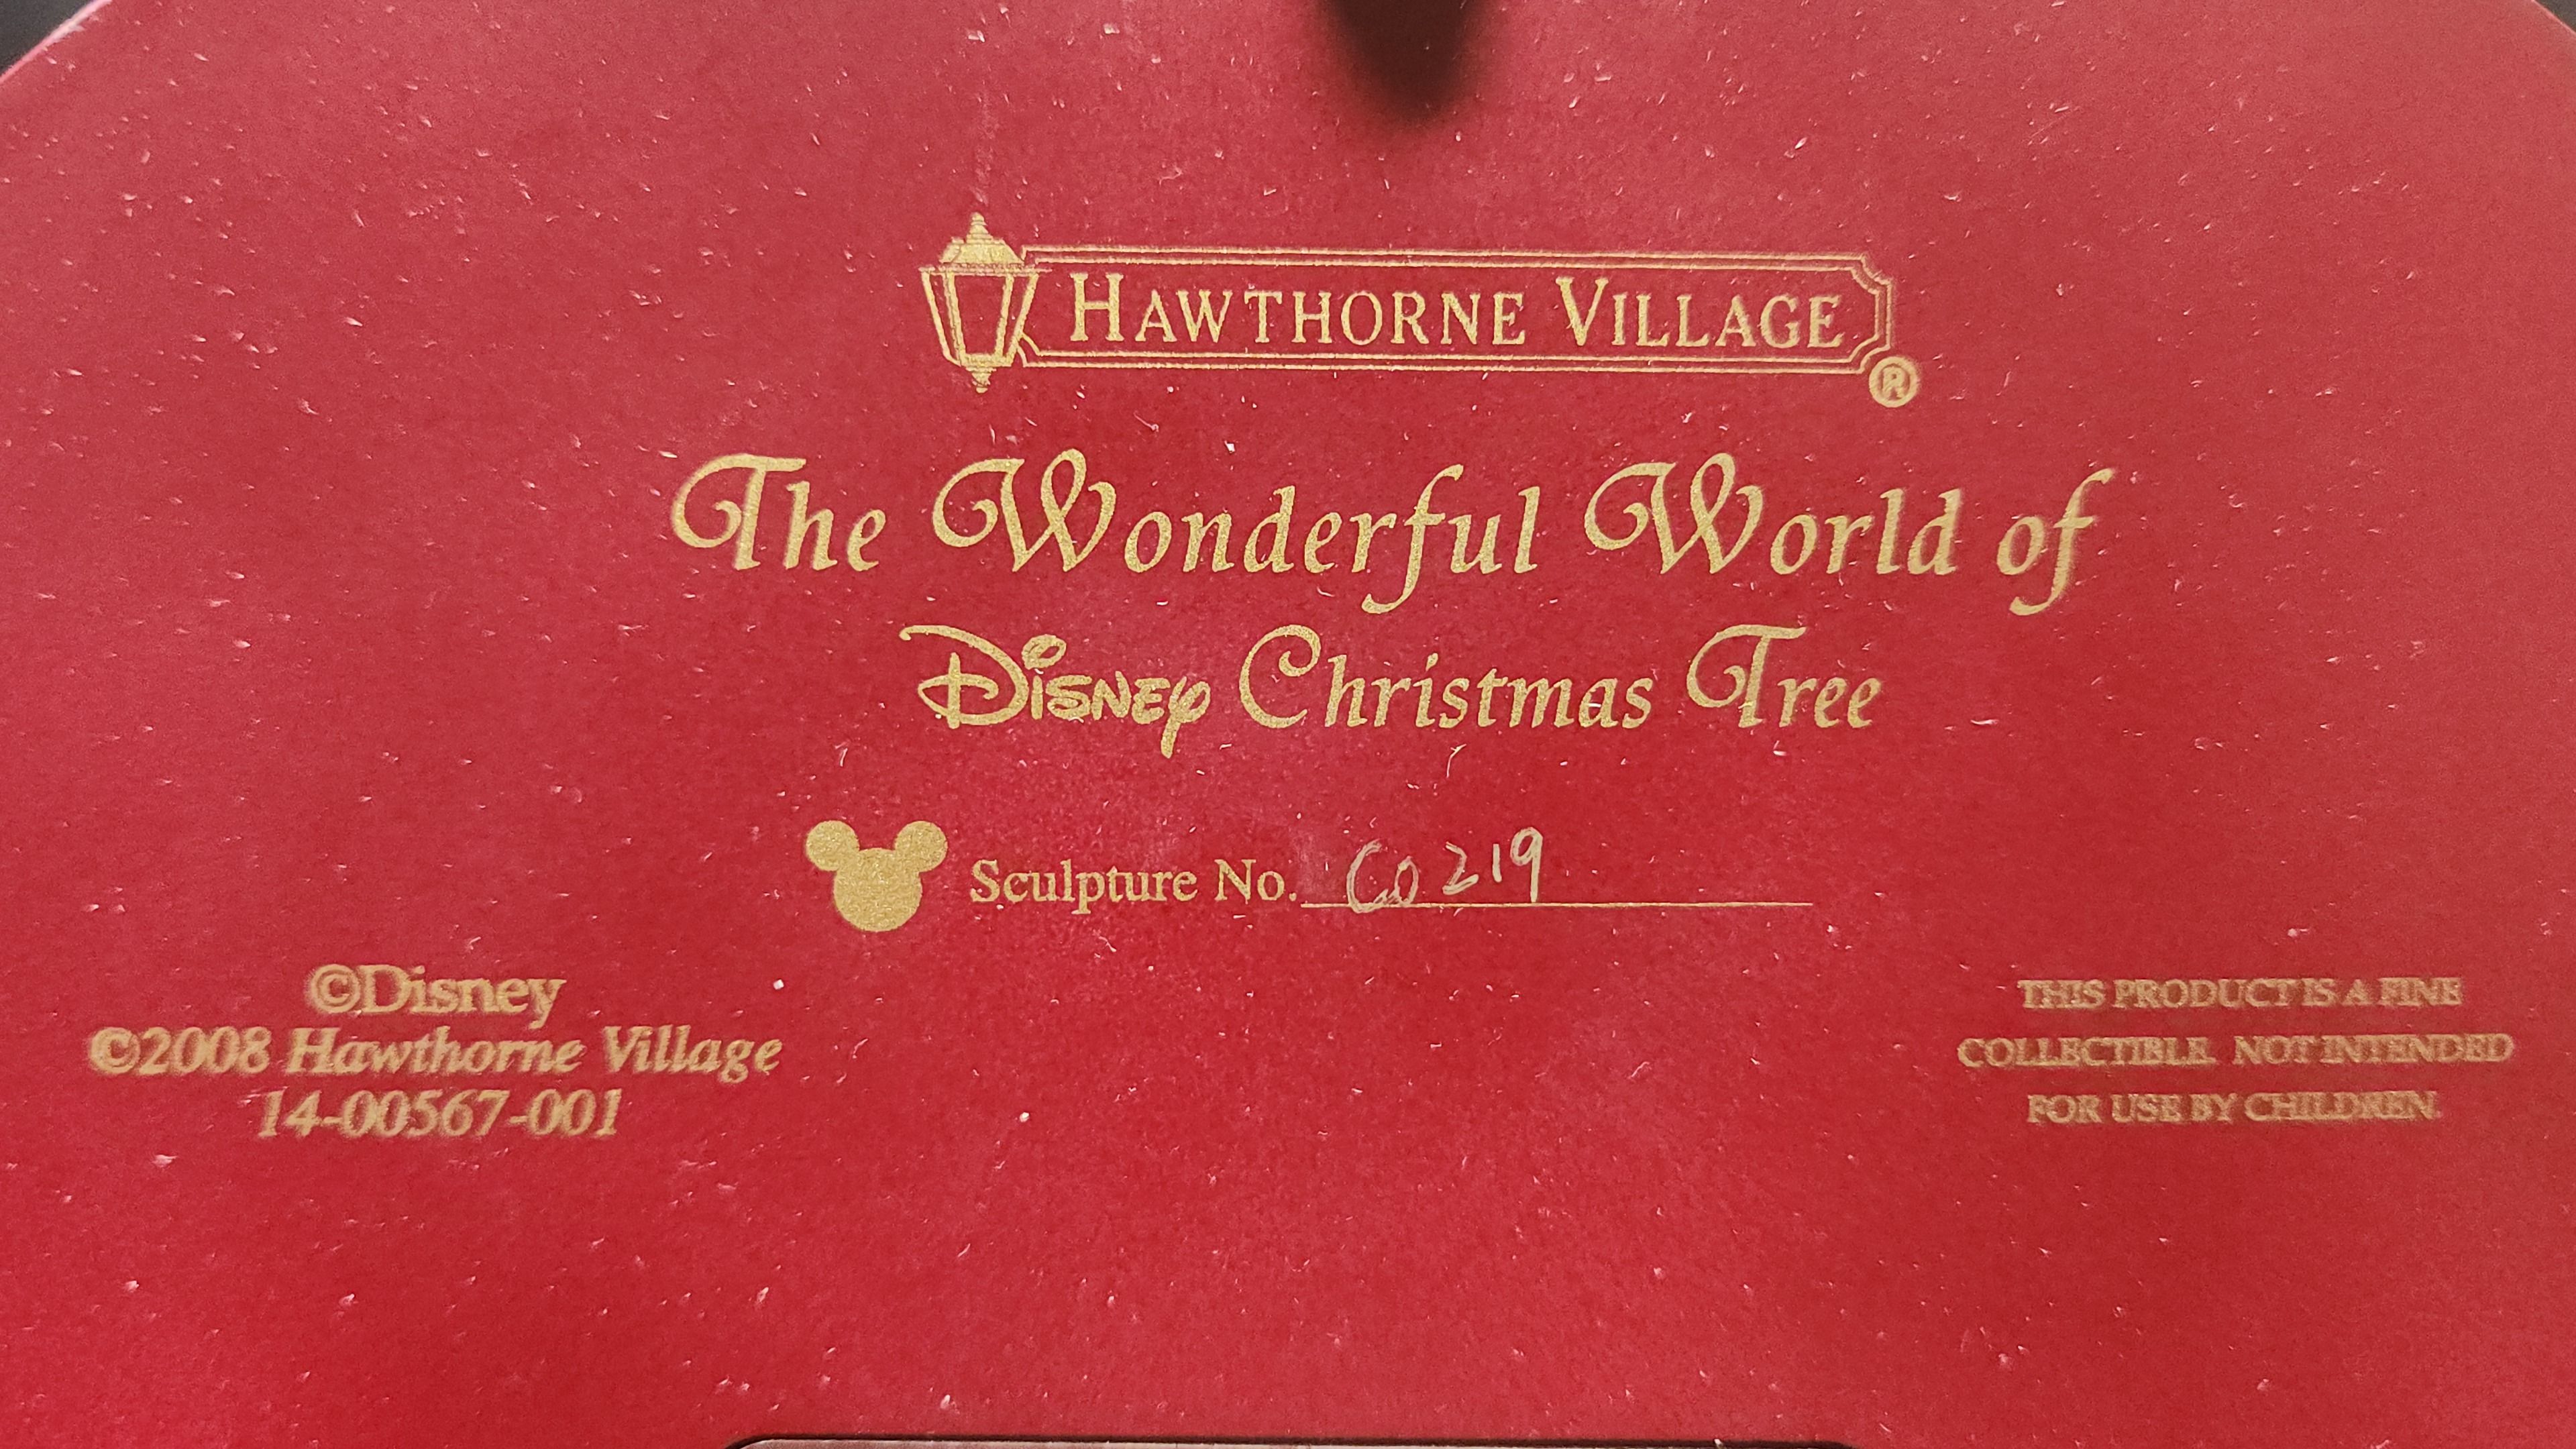 HAWTHORNE VILLAGE
®
The Wonderful World of
Disney Christmas Tree
Sculpture No. C0219
©Disney
©2008 Hawthorne Village
14-00567-001
THIS PRODUCT IS A FINE
COLLECTIBLE. NOT INTENDED
FOR USE BY CHILDREN.